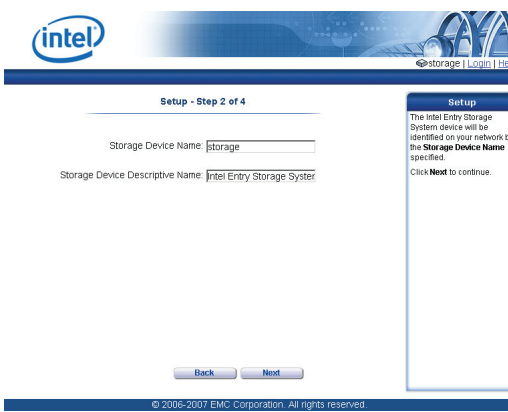 intel
storage | Login | He
Setup - Step 2 of 4
Storage Device Name: storage
Storage Device Descriptive Name: Intel Entry Storage System
Setup
The Intel Entry Storage
System device will be
identified on your network b
the Storage Device Name
specified.
Click Next to continue.
Back Next
© 2006-2007 EMC Corporation. All rights reserved.